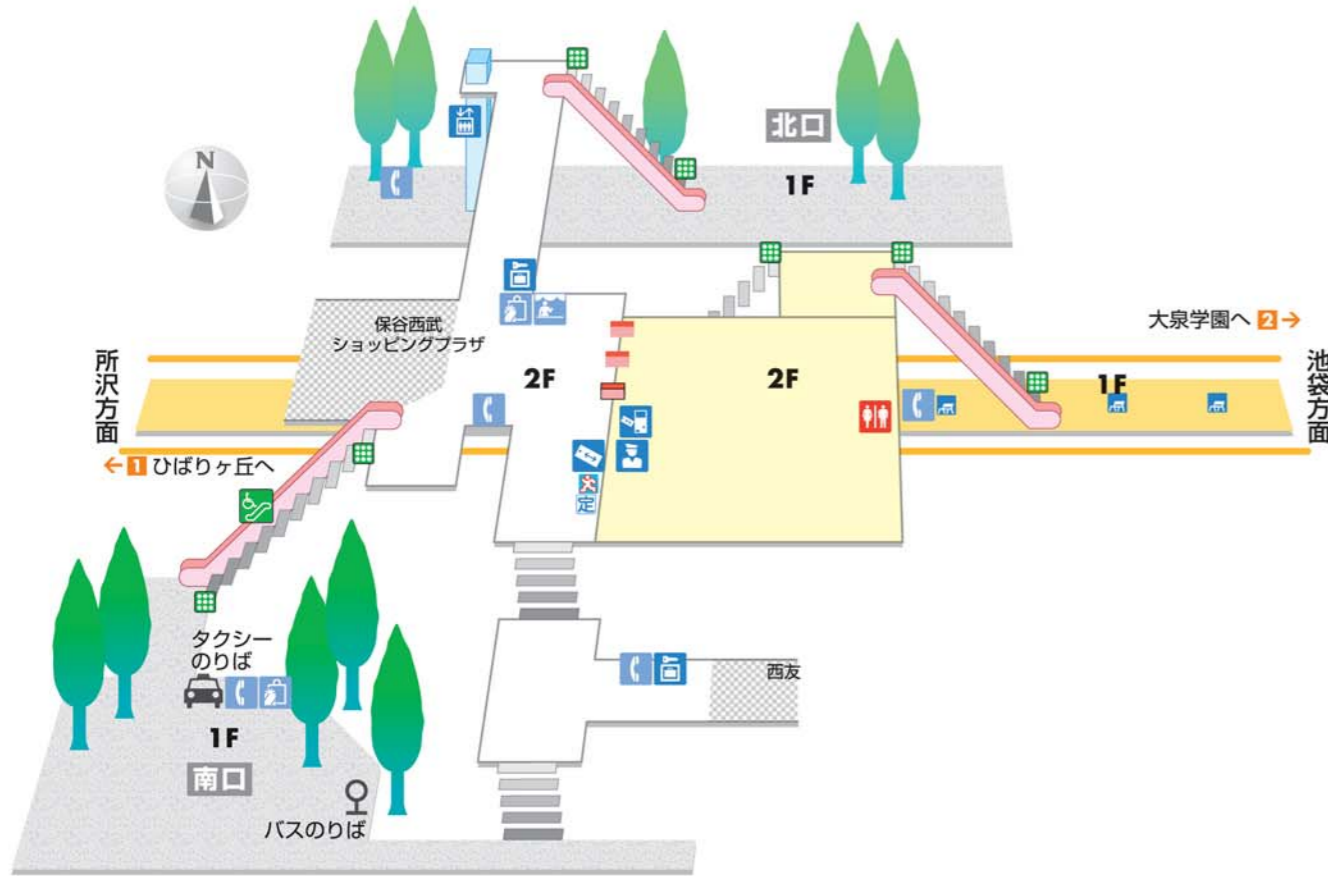 N
北口
1F
保谷西武
ショッピングプラザ
大泉学園へ 2 →
所沢方面
2F
2F
1F
池袋方面
← 1 ひばりヶ丘へ
定
タクシー
のりば
西友
1F
南口
バスのりば